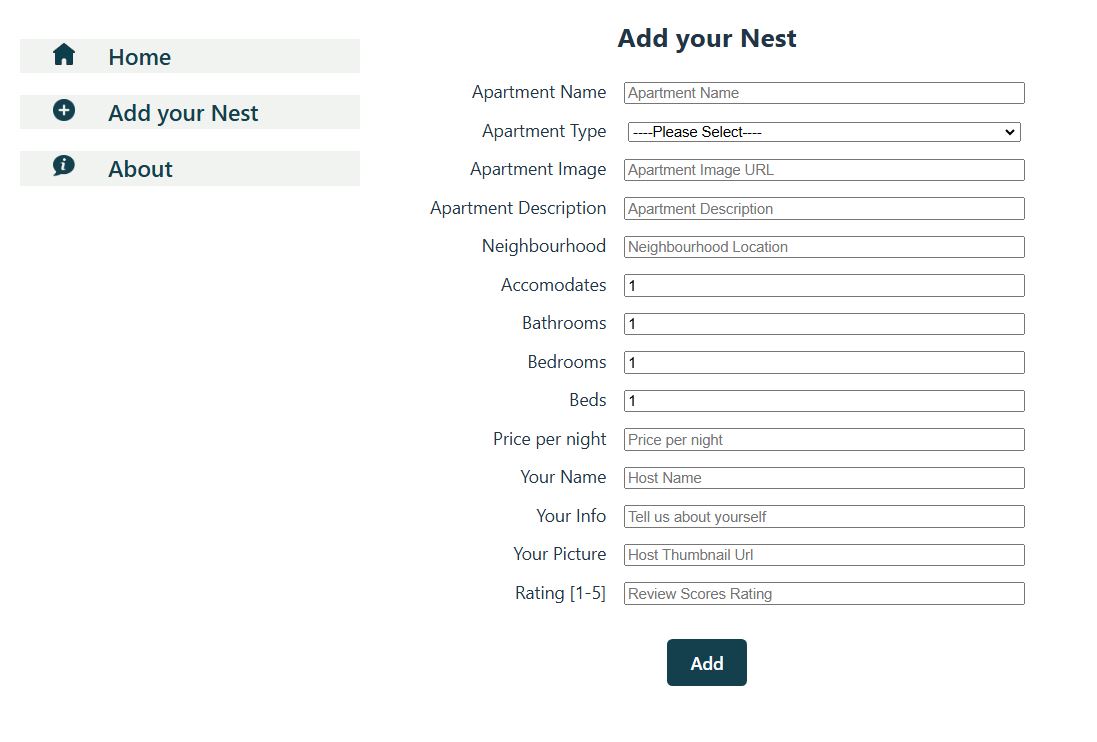 Home
Add your Nest
About
Add your Nest
Apartment Name Apartment Name
Apartment Type ----Please Select----
Apartment Image Apartment Image URL
Apartment Description Apartment Description
Neighbourhood Neighbourhood Location
Accomodates 1
Bathrooms 1
Bedrooms 1
Beds 1
Price per night Price per night
Your Name Host Name
Your Info Tell us about yourself
Your Picture Host Thumbnail Url
Rating [1-5] Review Scores Rating
Add